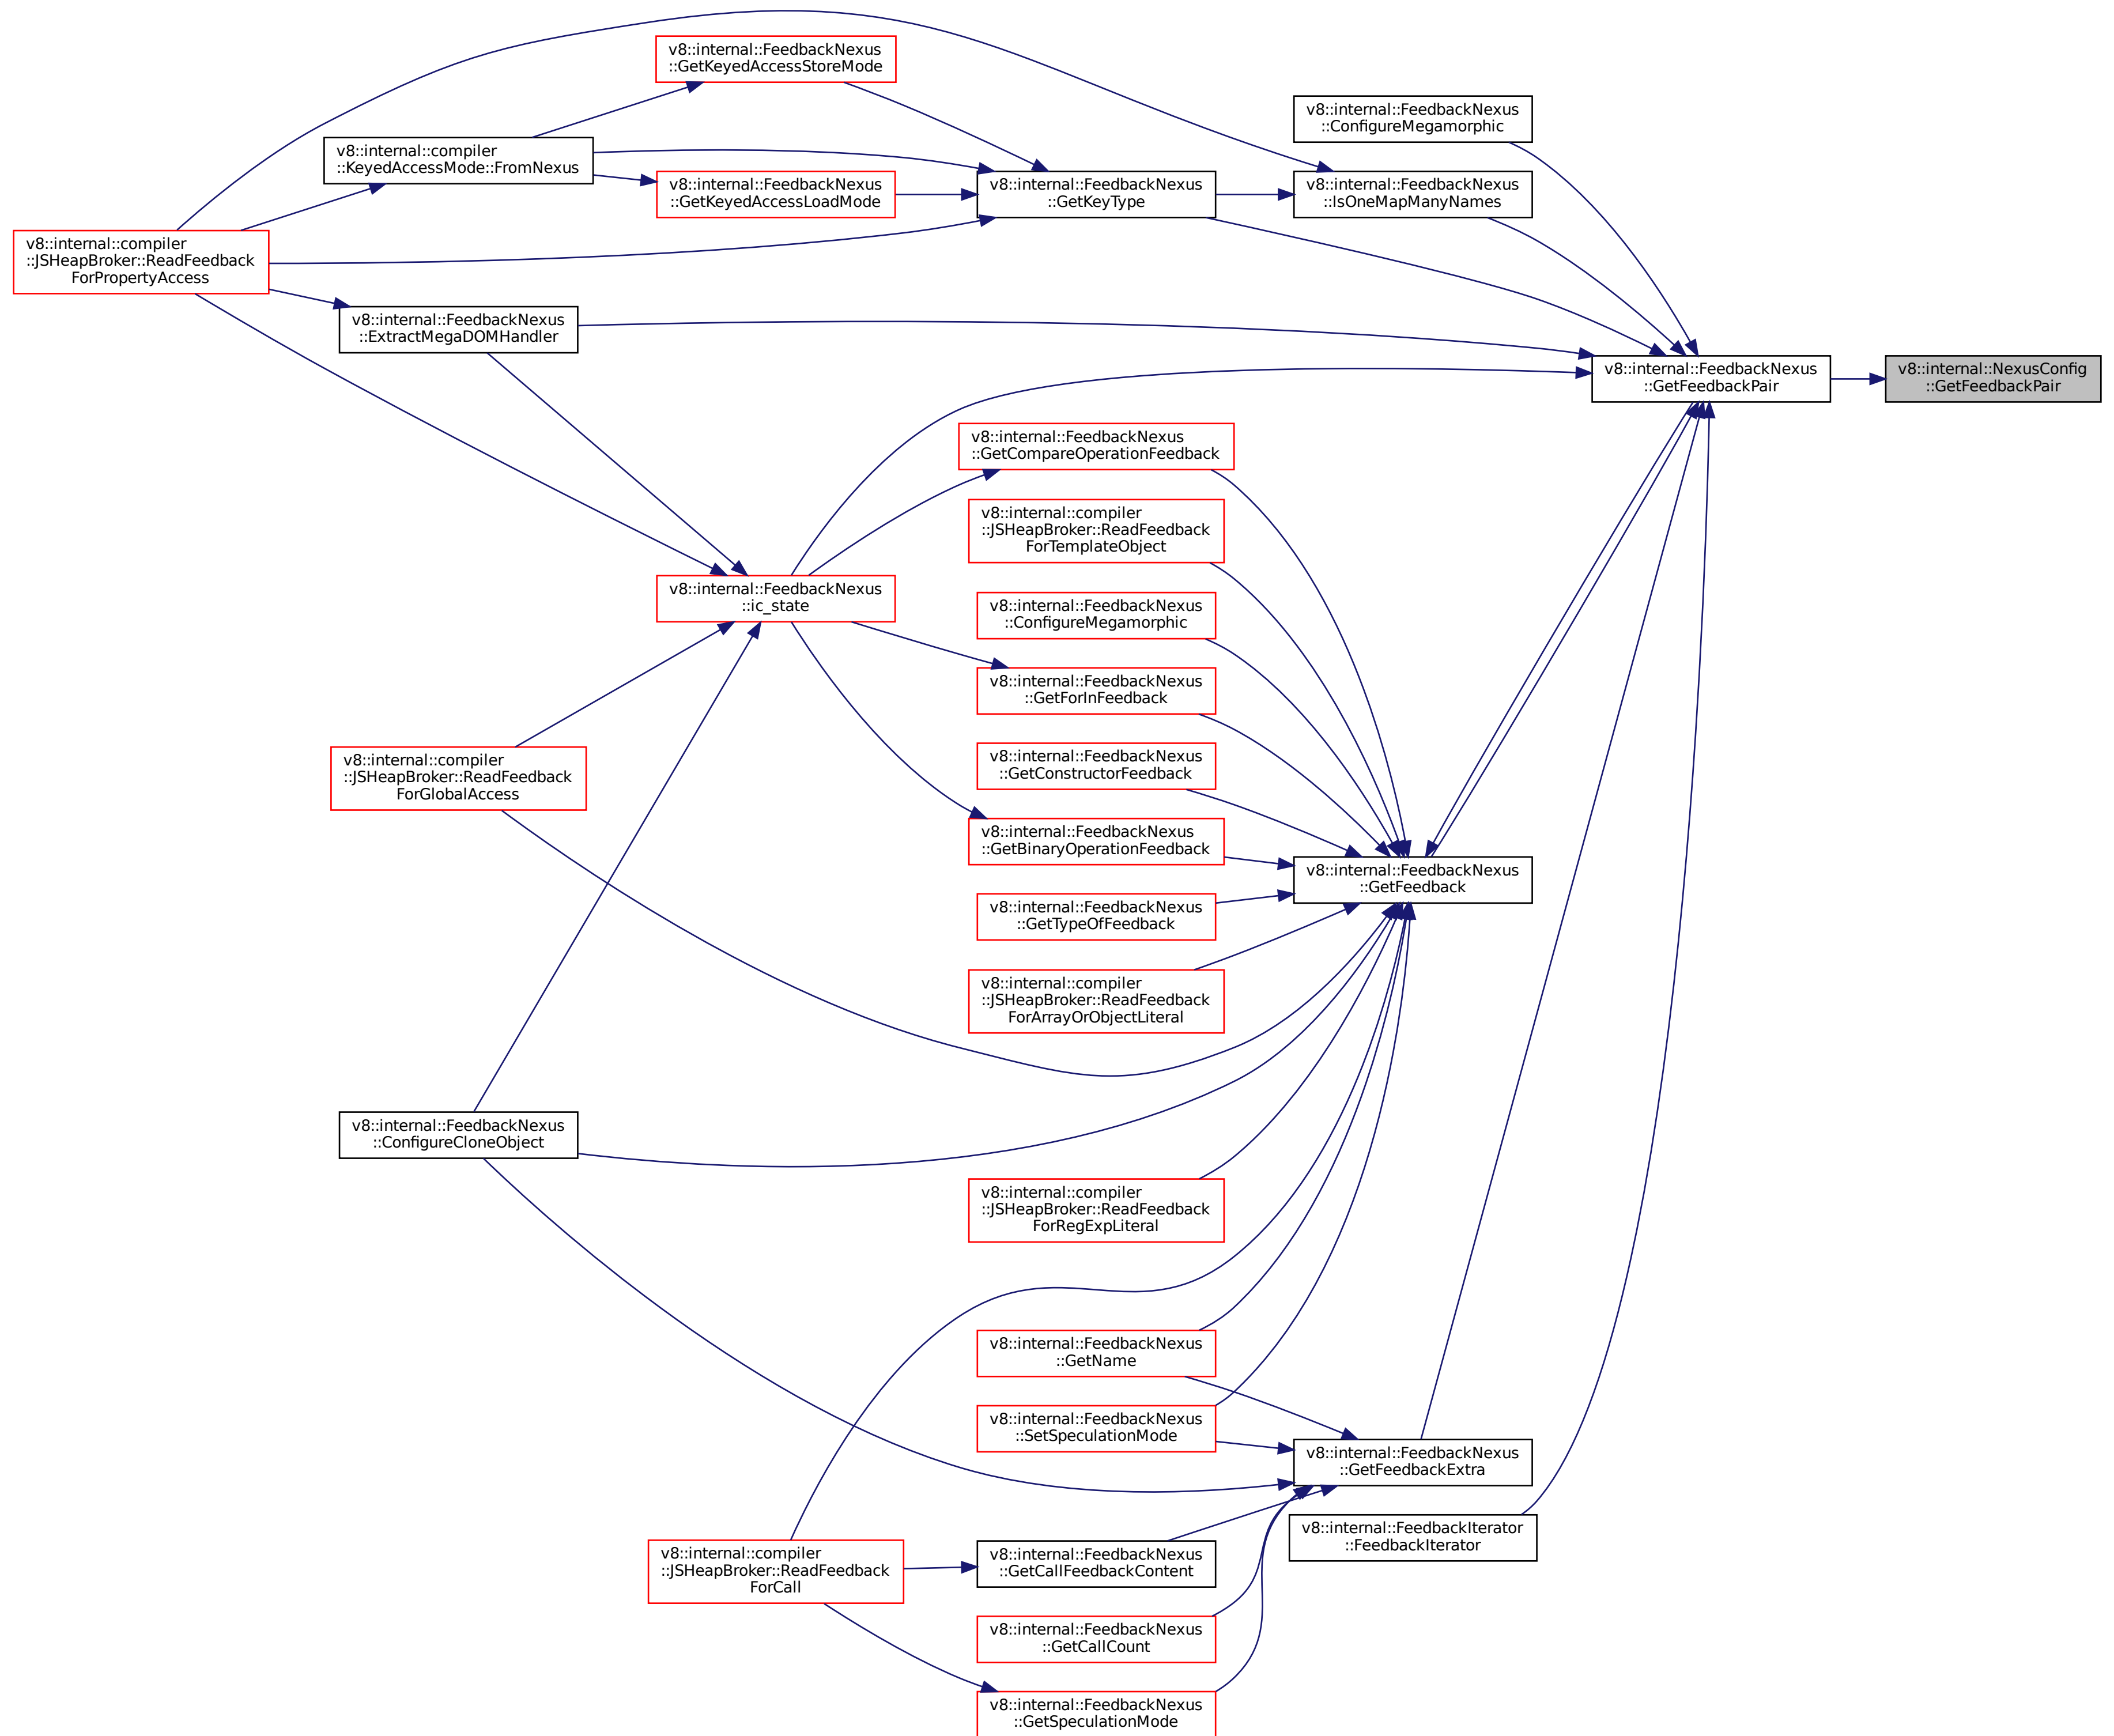 v8::internal::FeedbackNexus
::GetKeyedAccessStoreMode
v8::internal::FeedbackNexus
::ConfigureMegamorphic
v8::internal::compiler
::KeyedAccessMode::FromNexus
v8::internal::FeedbackNexus
::GetKeyedAccessLoadMode
v8::internal::FeedbackNexus
::GetKeyType
v8::internal::FeedbackNexus
::IsOneMapManyNames
v8::internal::compiler
::JSHeapBroker::ReadFeedback
ForPropertyAccess
v8::internal::FeedbackNexus
::ExtractMegaDOMHandler
v8::internal::FeedbackNexus
::GetFeedbackPair
v8::internal::NexusConfig
::GetFeedbackPair
v8::internal::FeedbackNexus
::GetCompareOperationFeedback
v8::internal::compiler
::JSHeapBroker::ReadFeedback
ForTemplateObject
v8::internal::FeedbackNexus
::ic_state
v8::internal::FeedbackNexus
::ConfigureMegamorphic
v8::internal::FeedbackNexus
::GetForInFeedback
v8::internal::compiler
::JSHeapBroker::ReadFeedback
ForGlobalAccess
v8::internal::FeedbackNexus
::GetConstructorFeedback
v8::internal::FeedbackNexus
::GetBinaryOperationFeedback
v8::internal::FeedbackNexus
::GetFeedback
v8::internal::FeedbackNexus
::GetTypeOfFeedback
v8::internal::compiler
::JSHeapBroker::ReadFeedback
ForArrayOrObjectLiteral
v8::internal::FeedbackNexus
::ConfigureCloneObject
v8::internal::compiler
::JSHeapBroker::ReadFeedback
ForRegExpLiteral
v8::internal::FeedbackNexus
::GetName
v8::internal::FeedbackNexus
::SetSpeculationMode
v8::internal::FeedbackNexus
::GetFeedbackExtra
v8::internal::FeedbackIterator
::FeedbackIterator
v8::internal::compiler
::JSHeapBroker::ReadFeedback
ForCall
v8::internal::FeedbackNexus
::GetCallFeedbackContent
v8::internal::FeedbackNexus
::GetCallCount
v8::internal::FeedbackNexus
::GetSpeculationMode